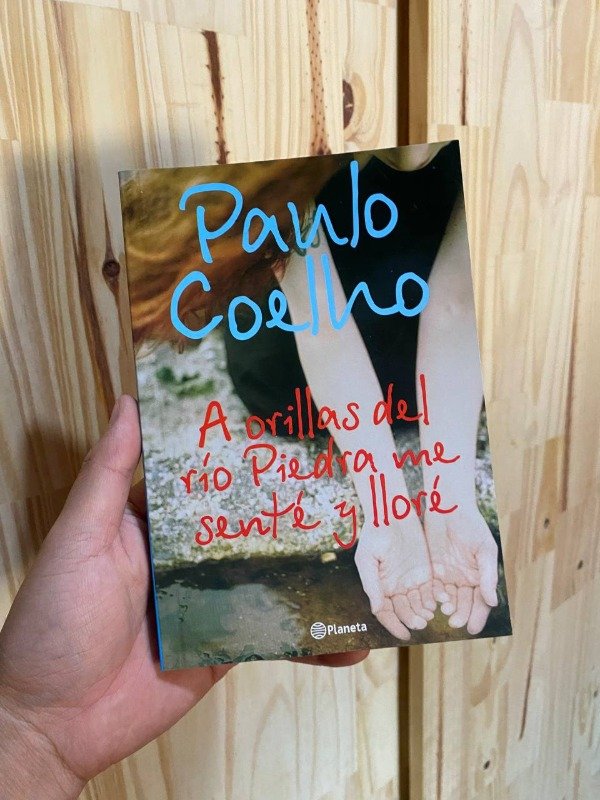 Paulo
Coelho
A orillas del
río Piedra me
senté y lloré
Planeta